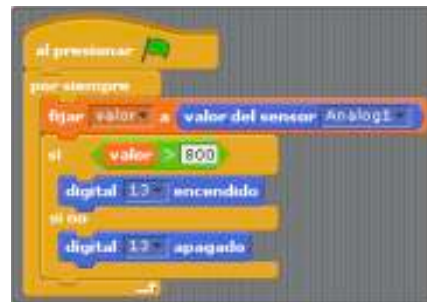 al presionar
por siempre
fijar valor a valor del sensor Analog1
si valor > 800
digital 13 encendido
si no
digital 13 apagado